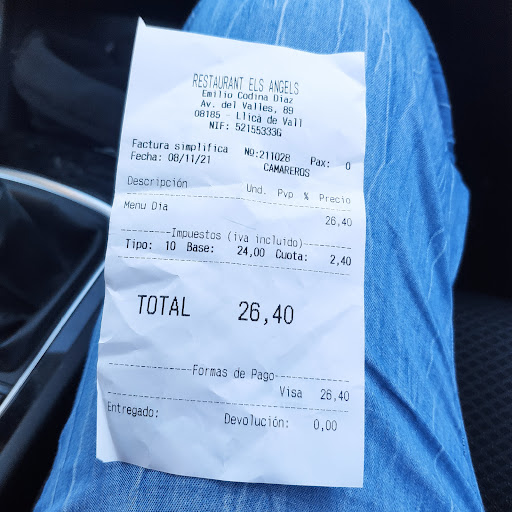 RESTAURANT ELS ANGELS
Emilio Codina Diaz
Av. del Valles, 89
08185 - Lliçà de Vall
NIF: 52155333G
Factura simplifica NO:211028 Pax: 0
Fecha: 08/11/21 CAMAREROS
Descripción Und. Pvp % Precio
Menu Dia 26,40
Impuestos (iva incluido)
Tipo: 10 Base: 24,00 Cuota: 2,40
TOTAL 26,40
Formas de Pago
Visa 26,40
Entregado: Devolución: 0,00